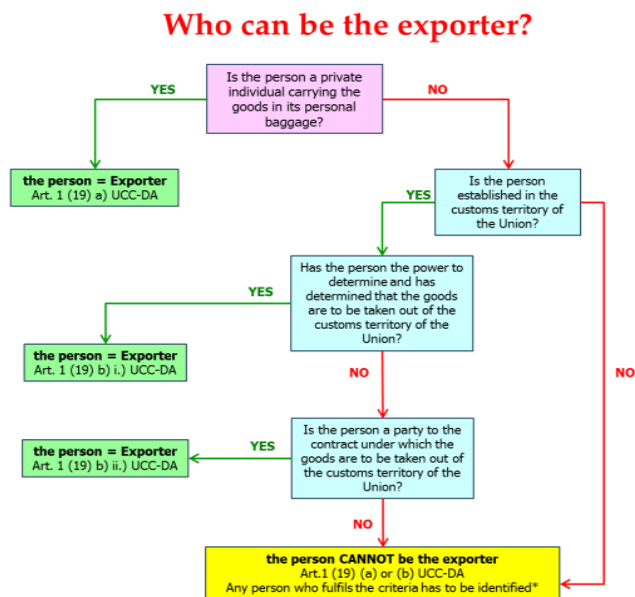 Who can be the exporter?
Is the person a private
individual carrying the
goods in its personal
baggage?
YES
NO
the person = Exporter
Art. 1 (19) a) UCC-DA
Is the person
established in the
customs territory of
the Union?
YES
Has the person the power to
determine and has
determined that the goods
are to be taken out of the
customs territory of the
Union?
YES
the person = Exporter
Art. 1 (19) b) i.) UCC-DA
NO
NO
Is the person a party to the
contract under which the
goods are to be taken out of
the customs territory of the
Union?
YES
the person = Exporter
Art. 1 (19) b) ii.) UCC-DA
NO
the person CANNOT be the exporter
Art.1 (19) (a) or (b) UCC-DA
Any person who fulfils the criteria has to be identified*